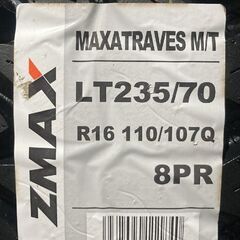 MAXATRAVES M/T
LT235/70
R16 110/107Q
8PR
ZMAX